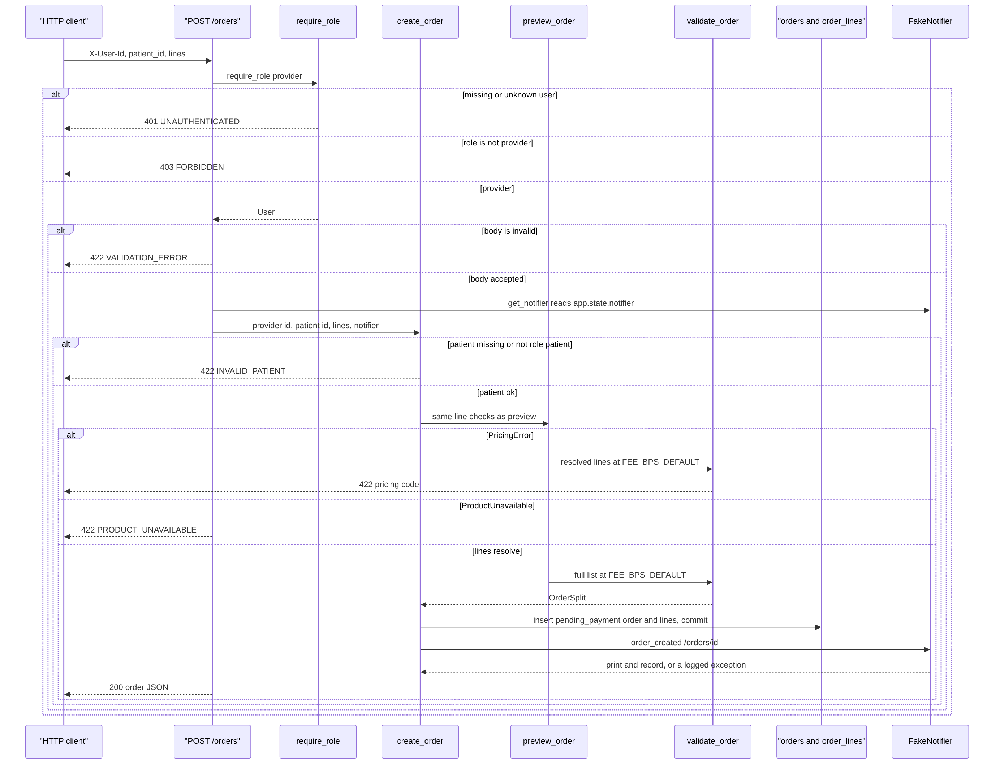 "HTTP client"
"POST /orders"
require_role
create_order
preview_order
validate_order
"orders and order_lines"
FakeNotifier
X-User-Id, patient_id, lines
require_role provider
alt
[missing or unknown user]
401 UNAUTHENTICATED
[role is not provider]
403 FORBIDDEN
[provider]
User
alt
[body is invalid]
422 VALIDATION_ERROR
[body accepted]
get_notifier reads app.state.notifier
provider id, patient id, lines, notifier
alt
[patient missing or not role patient]
422 INVALID_PATIENT
[patient ok]
same line checks as preview
alt
[PricingError]
resolved lines at FEE_BPS_DEFAULT
422 pricing code
[ProductUnavailable]
422 PRODUCT_UNAVAILABLE
[lines resolve]
full list at FEE_BPS_DEFAULT
OrderSplit
insert pending_payment order and lines, commit
order_created /orders/id
print and record, or a logged exception
200 order JSON
"HTTP client"
"POST /orders"
require_role
create_order
preview_order
validate_order
"orders and order_lines"
FakeNotifier